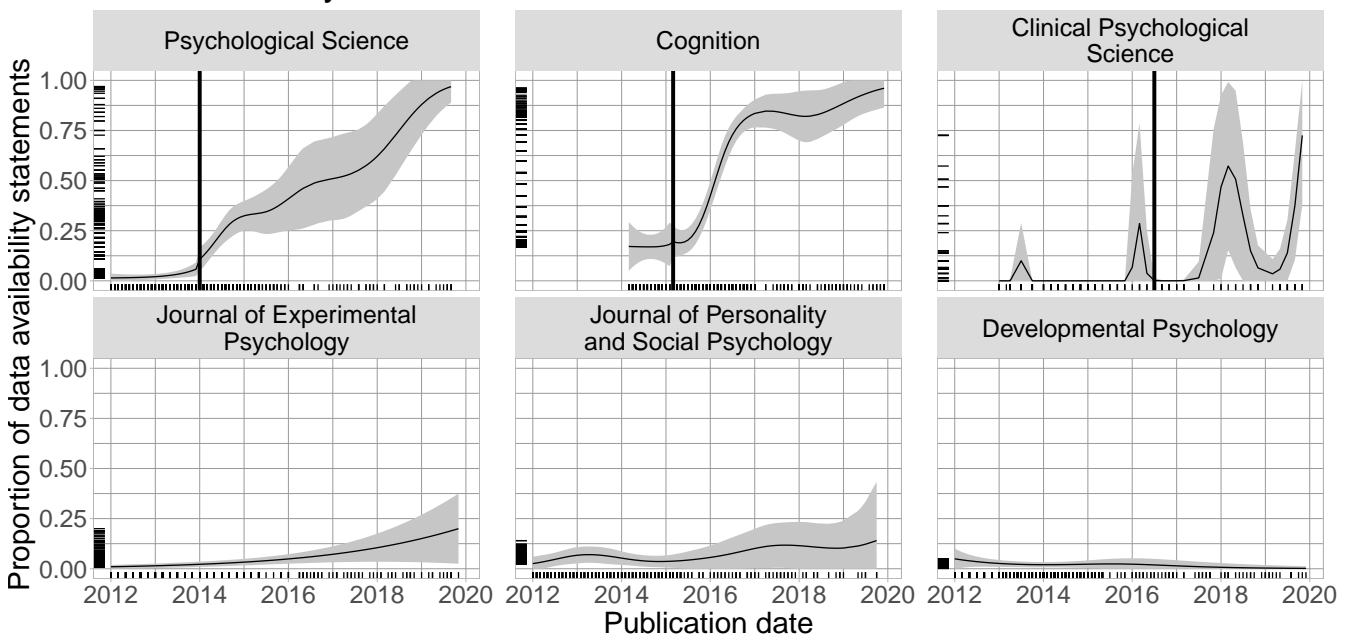 Psychological Science
Cognition
Clinical Psychological
Science
Proportion of data availability statements
1.00
0.75
0.50
0.25
0.00
Journal of Experimental
Psychology
Journal of Personality
and Social Psychology
Developmental Psychology
1.00
0.75
0.50
0.25
0.00
2012 2014 2016 2018 2020
2012 2014 2016 2018 2020
2012 2014 2016 2018 2020
Publication date